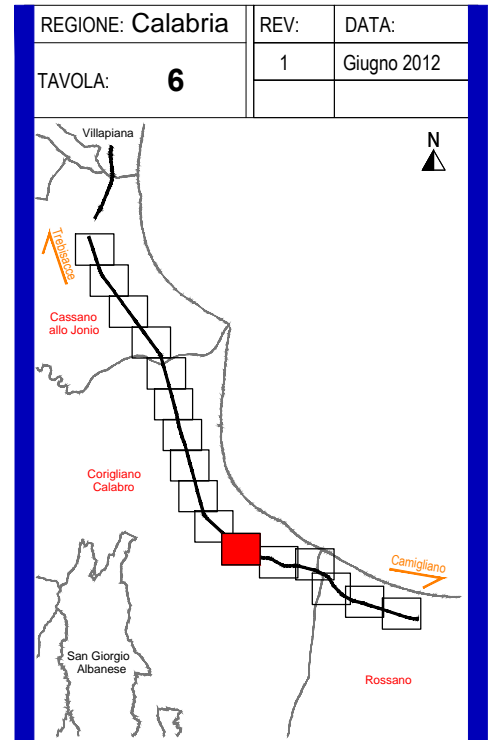 REGIONE: Calabria
REV:
DATA:
TAVOLA: 6
1
Giugno 2012
Villapiana
N
Trebisacce
Cassano
allo Jonio
Corigliano
Calabro
Camigliano
San Giorgio
Albanese
Rossano